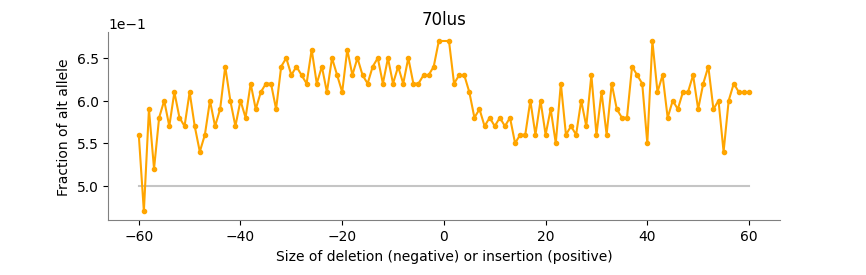 70lus
1e−1
6.5
6.0
5.5
5.0
Fraction of alt allele
−60
−40
−20
0
20
40
60
Size of deletion (negative) or insertion (positive)